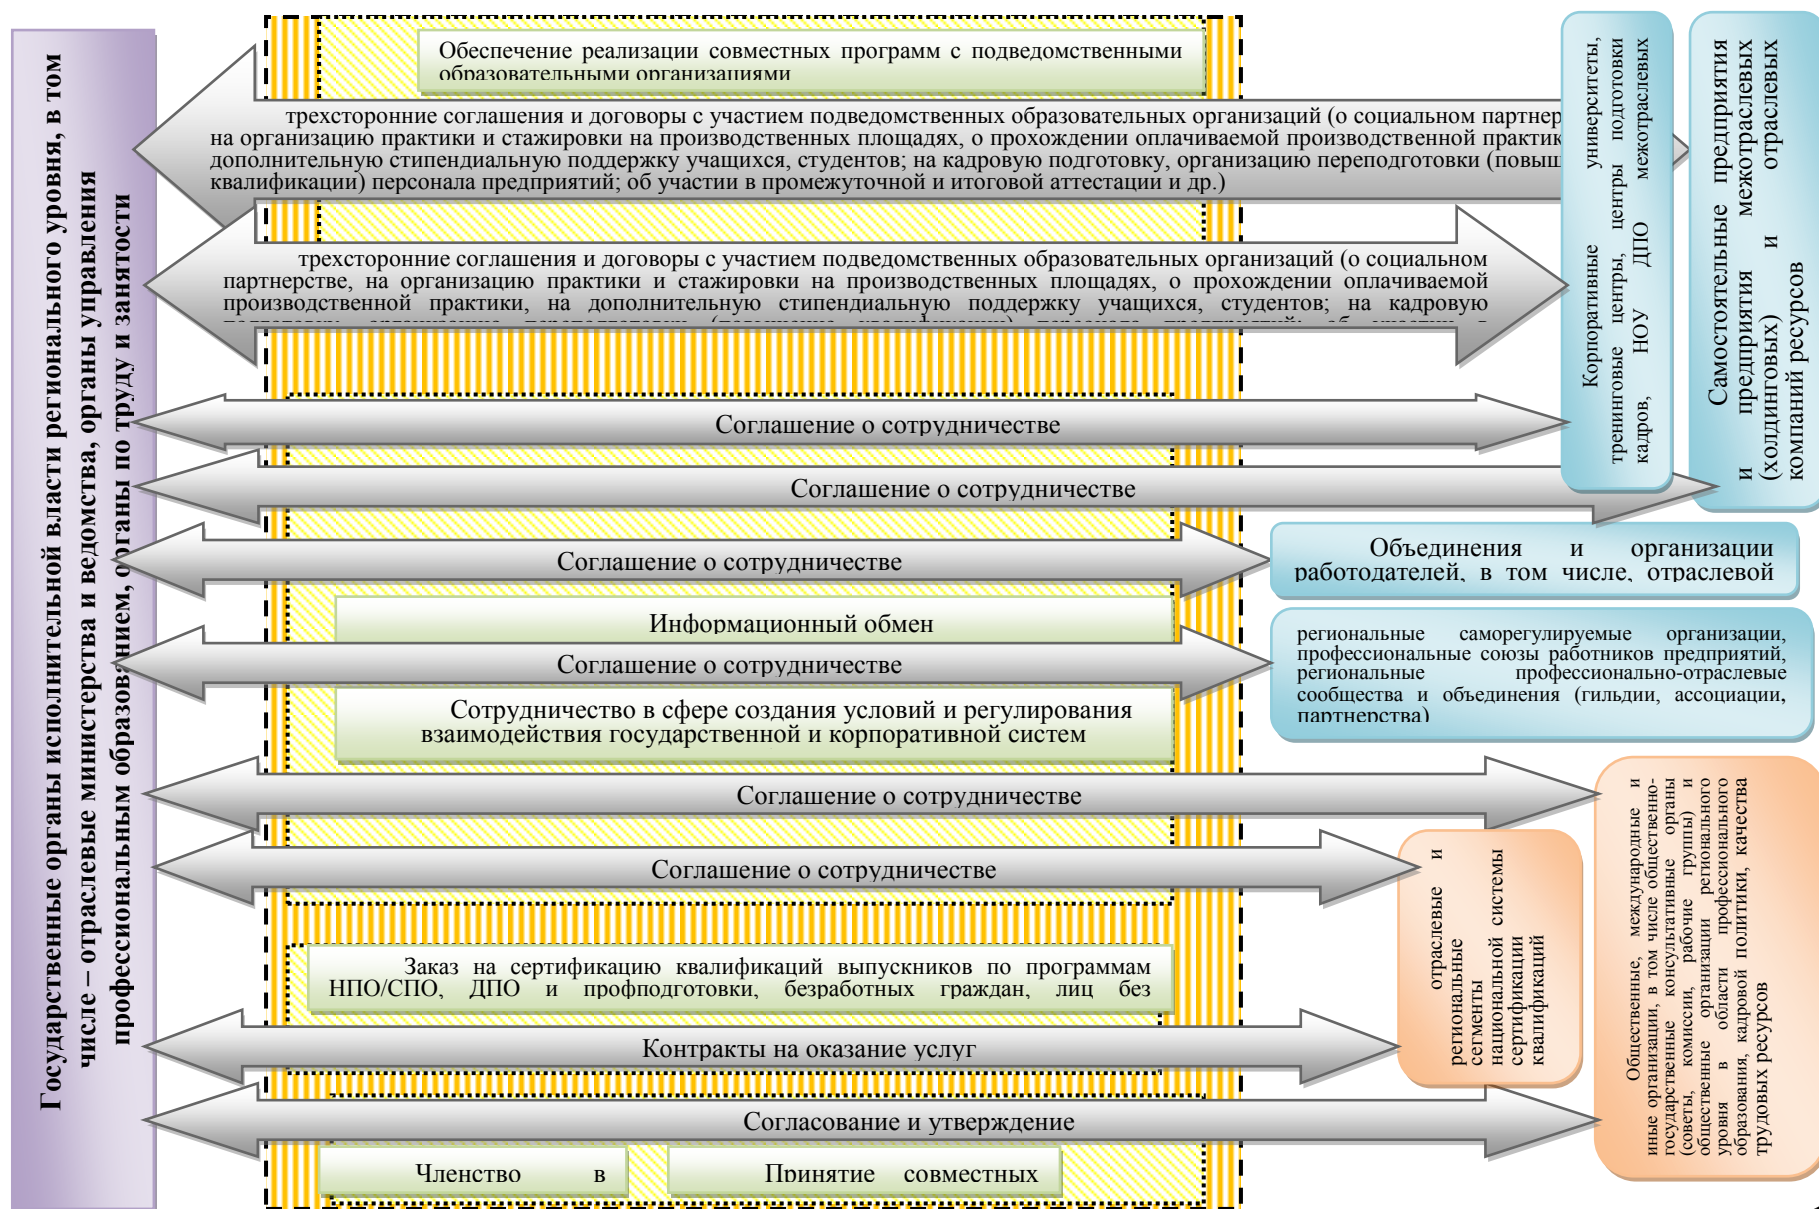 Государственные органы исполнительной власти регионального уровня, в том
числе – отраслевые министерства и ведомства, органы управления
профессиональным образованием, органы по труду и занятости
Обеспечение реализации совместных программ с подведомственными
образовательными организациями
трехсторонние соглашения и договоры с участием подведомственных образовательных организаций (о социальном партнер
на организацию практики и стажировки на производственных площадях, о прохождении оплачиваемой производственной практик
дополнительную стипендиальную поддержку учащихся, студентов; на кадровую подготовку, организацию переподготовки (повыш
квалификации) персонала предприятий; об участии в промежуточной и итоговой аттестации и др.)
трехсторонние соглашения и договоры с участием подведомственных образовательных организаций (о социальном
партнерстве, на организацию практики и стажировки на производственных площадях, о прохождении оплачиваемой
производственной практики, на дополнительную стипендиальную поддержку учащихся, студентов; на кадровую
Соглашение о сотрудничестве
Соглашение о сотрудничестве
Соглашение о сотрудничестве
Информационный обмен
Соглашение о сотрудничестве
Сотрудничество в сфере создания условий и регулирования
взаимодействия государственной и корпоративной систем
Соглашение о сотрудничестве
Соглашение о сотрудничестве
Заказ на сертификацию квалификаций выпускников по программам
НПО/СПО, ДПО и профподготовки, безработных граждан, лиц без
Контракты на оказание услуг
Согласование и утверждение
Членство в
Принятие совместных
Корпоративные университеты,
тренинговые центры, центры подготовки
кадров, НОУ ДПО межотраслевых
Самостоятельные предприятия
и предприятия межотраслевых
(холдинговых) и отраслевых
компаний ресурсов
Объединения и организации
работодателей, в том числе, отраслевой
региональные саморегулируемые организации,
профессиональные союзы работников предприятий,
региональные профессионально-отраслевые
сообщества и объединения (гильдии, ассоциации,
партнерства)
отраслевые и
региональные
сегменты
национальной системы
сертификации
квалификаций
Общественные, международные и
иные организации, в том числе общественно-
государственные консультативные органы
(советы, комиссии, рабочие группы) и
общественные организации регионального
уровня в области профессионального
образования, кадровой политики, качества
трудовых ресурсов